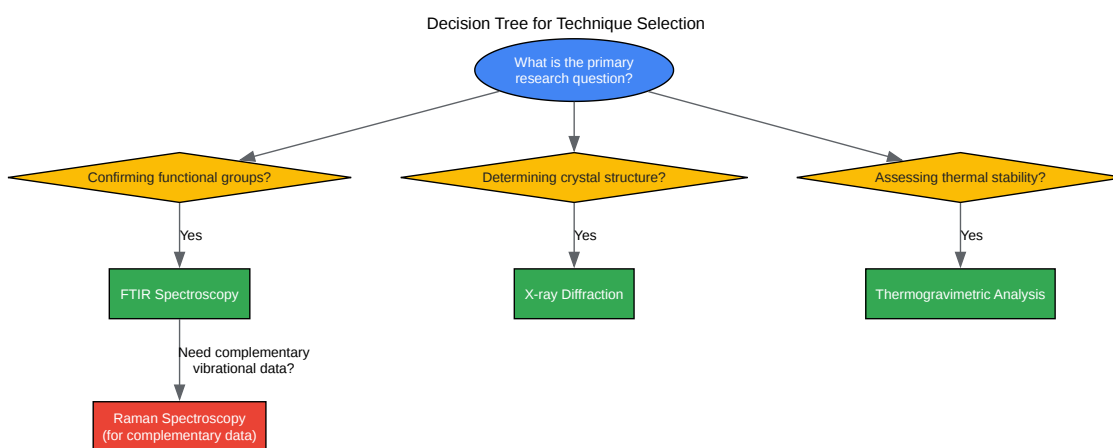 Decision Tree for Technique Selection
What is the primary
research question?
Confirming functional groups?
Determining crystal structure?
Assessing thermal stability?
Yes
Yes
Yes
FTIR Spectroscopy
X-ray Diffraction
Thermogravimetric Analysis
Need complementary
vibrational data?
Raman Spectroscopy
(for complementary data)